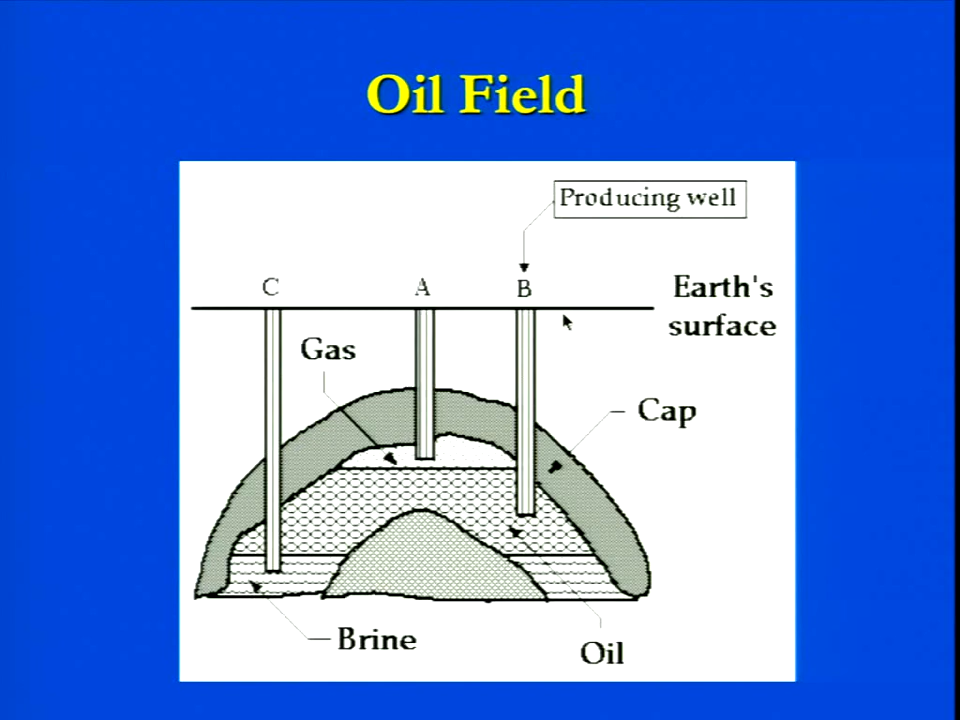 Oil Field
Producing well
C
A
B
Earth's
surface
Gas
Cap
Brine
Oil